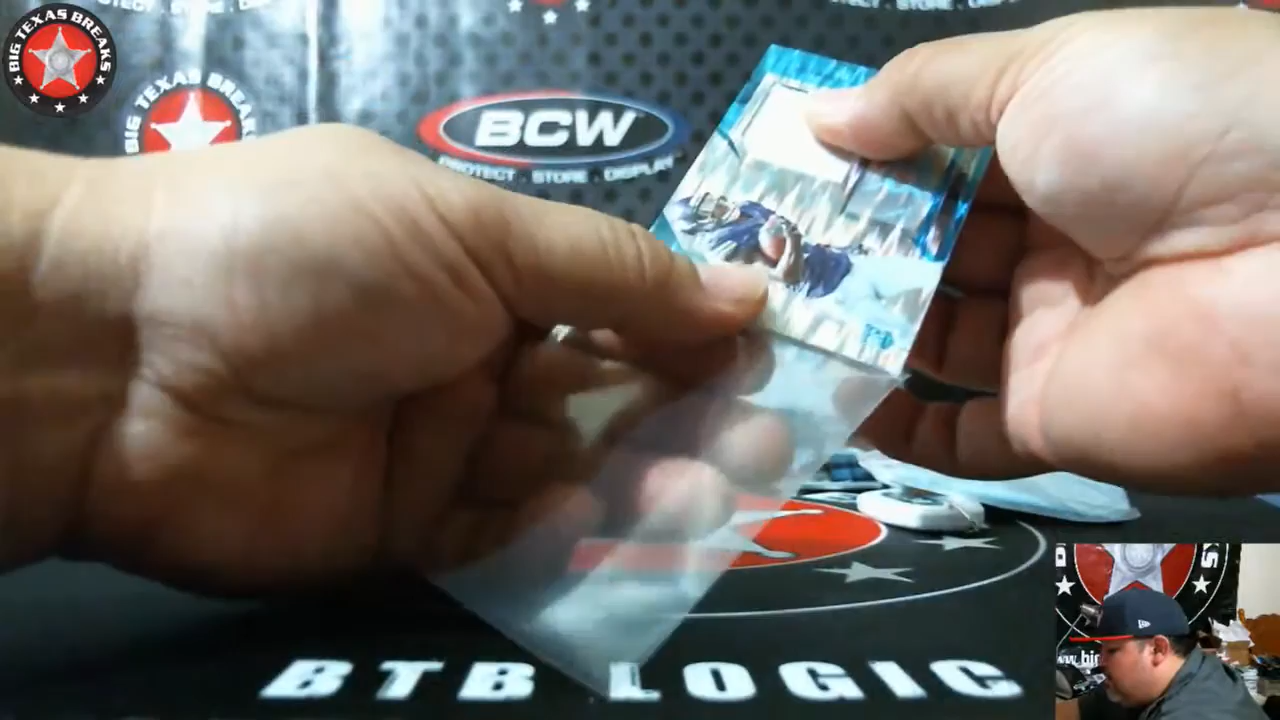 BIG TEXAS BREAKS
BIG TEXAS BREAKS
BCW
PROTECT . STORE . DISPLAY
BTB LOGIC